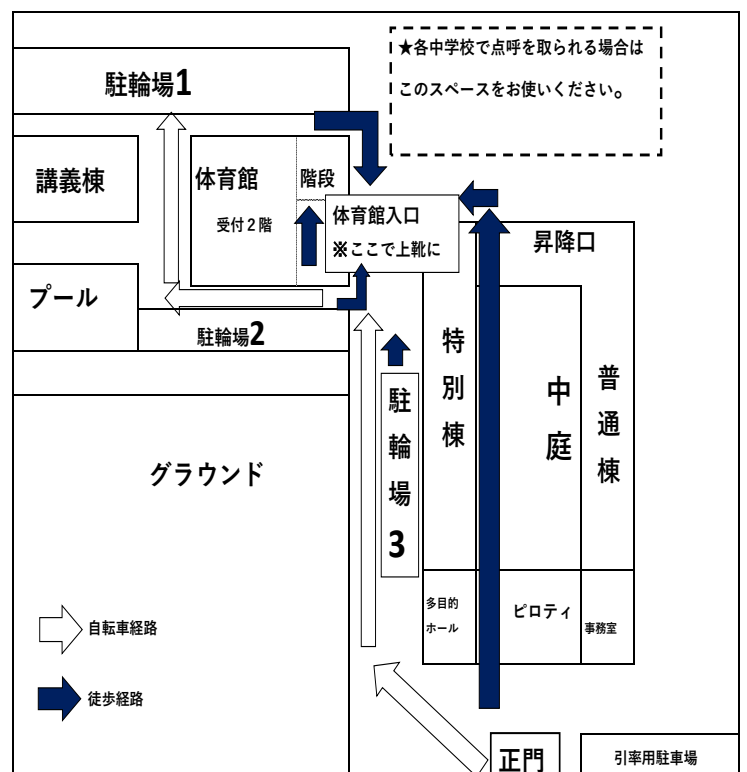 ★各中学校で点呼を取られる場合は
このスペースをお使いください。
駐輪場1
講義棟
体育館
階段
受付２階
体育館入口
※ここで上靴に
昇降口
プール
駐輪場2
特別棟
中庭
普通棟
駐輪場3
グラウンド
多目的
ホール
ピロティ
事務室
自転車経路
徒歩経路
正門
引率用駐車場